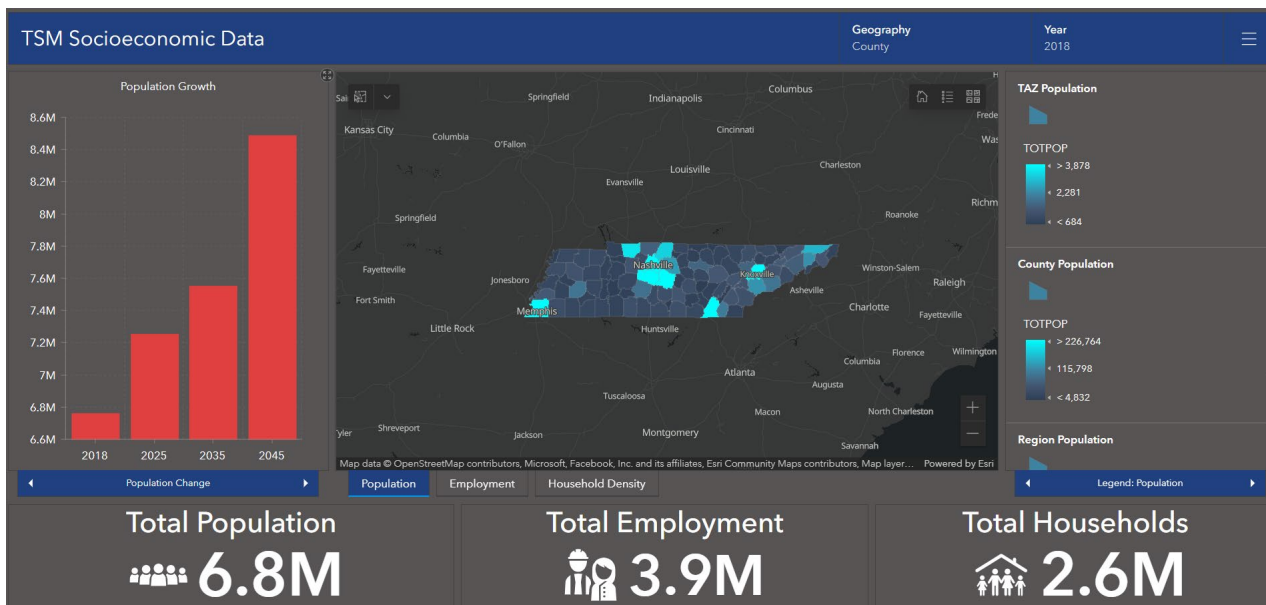 TSM Socioeconomic Data
Geography
County
Year
2018
Population Growth
8.6M
8.4M
8.2M
8M
7.8M
7.6M
7.4M
7.2M
7M
6.8M
6.6M
2018 2025 2035 2045
Population Change
Springfield
Indianapolis
Columbus
Kansas City
Columbia
O'Fallon
Cincinnati
Louisville
Charleston
Evansville
Springfield
Roanoke
Richm
Nashville
Knoxville
Fayetteville
Jonesboro
Winston-Salem
Raleigh
Asheville
Fort Smith
Memphis
Charlotte
Fayetteville
Little Rock
Huntsville
Florence
Wilmington
Columbia
Atlanta
Augusta
Tuscaloosa
Macon
North Charleston
Shreveport
Jackson
Montgomery
Savannah
Map data © OpenStreetMap contributors, Microsoft, Facebook, Inc. and its affiliates, Esri Community Maps contributors, Map layer... Powered by Esri
Population Employment Household Density
TAZ Population
TOTPOP
> 3,878
2,281
< 684
County Population
TOTPOP
> 226,764
115,798
< 4,832
Region Population
Legend: Population
Total Population
6.8M
Total Employment
3.9M
Total Households
2.6M